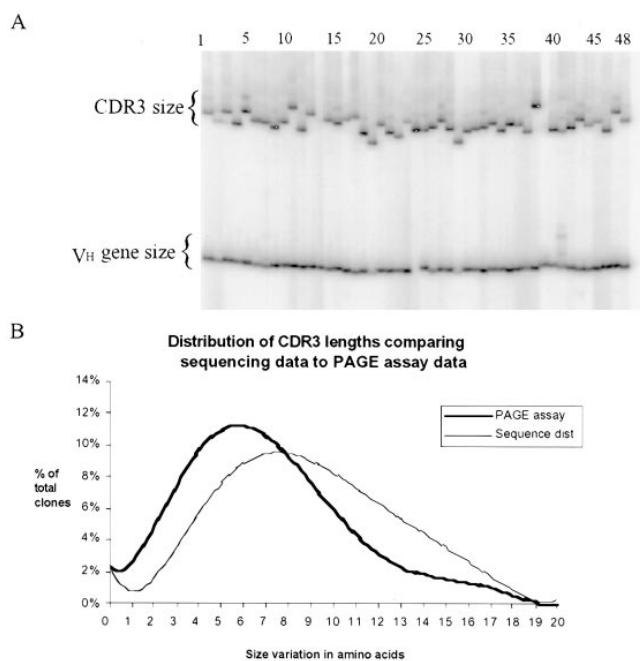 A
1 5 10 15 20 25 30 35 40 45 48
CDR3 size
VH gene size
B
Distribution of CDR3 lengths comparing
sequencing data to PAGE assay data
14%
12%
10%
8%
6%
4%
2%
0%
% of
total
clones
PAGE assay
Sequence dist
0 1 2 3 4 5 6 7 8 9 10 11 12 13 14 15 16 17 18 19 20
Size variation in amino acids